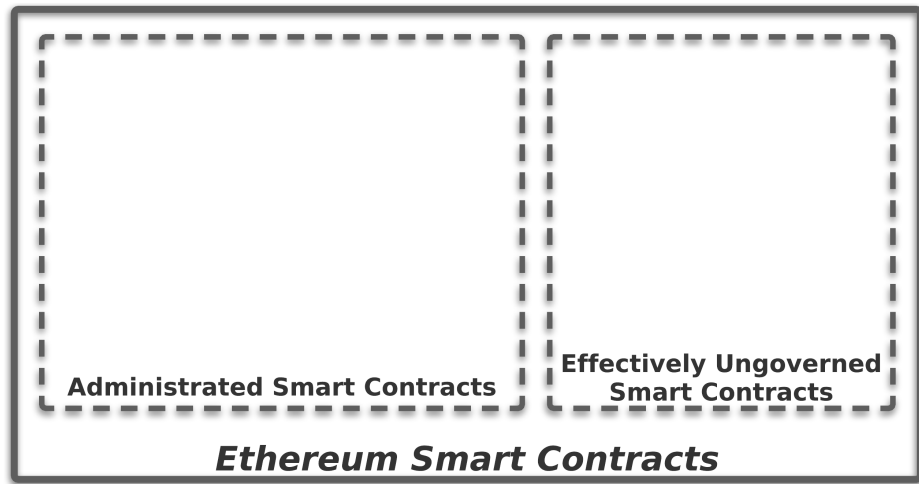 Administrated Smart Contracts
Effectively Ungoverned
Smart Contracts
Ethereum Smart Contracts